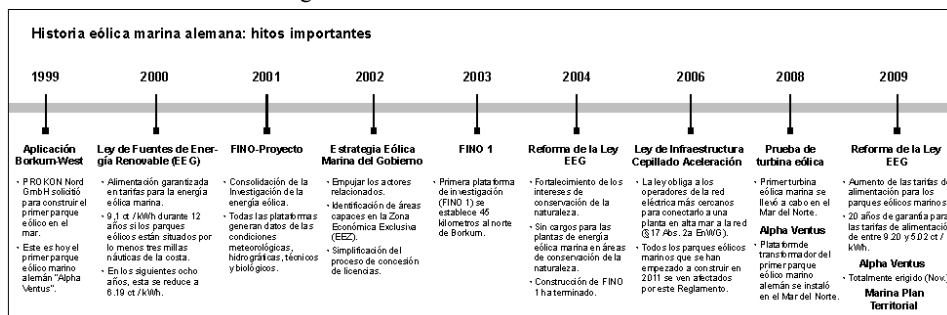 Historia eólica marina alemana: hitos importantes
1999
2000
2001
2002
2003
2004
2006
2008
2009
Aplicación
Borkum-West
• PROKON Nord
GmbH solicitó
para construir el
primer parque
eólico en el
mar.
• Este es hoy el
primer parque
eólico marino
alemán "Alpha
Ventus".
Ley de Fuentes de Ener-
gía Renovable (EEG)
• Alimentación garantizada
en tarifas para la energía
eólica marina.
• 9,1 ct / kWh durante 12
años si los parques
eólicos están situados por
lo menos tres millas
náuticas de la costa.
• En los siguientes ocho
años, esta se reduce a
6.19 ct / kWh.
FINO-Proyecto
• Consolidación de la
Investigación de la
energía eólica.
• Todas las plataformas
generan datos de las
condiciones
meteorológicas,
hidrográficas, técnicos
y biológicos.
Estrategia Eólica
Marina del Gobierno
• Empujar los actores
relacionados.
• Identificación de áreas
capaces en la Zona
Económica Exclusiva
(EEZ).
• Simplificación del
proceso de concesión
de licencias.
FINO 1
• Primera plataforma
de investigación
(FINO 1) se
establece 45
kilometros al norte
de Borkum.
Reforma de la Ley
EEG
• Fortalecimiento de los
intereses de
conservación de la
naturaleza.
• Sin cargos para las
plantas de energía
eólica marina en áreas
de conservación de la
naturaleza.
• Construcción de FINO
1 ha terminado.
Ley de Infraestructura
Cepillado Aceleración
• La ley obliga a los
operadores de la red
eléctrica más cercanos
para conectarlo a una
planta en alta mar a la red
(§ 17 Abs. 2a EnWG).
• Todos los parques eólicos
marinos que se han
empezado a construir en
2011 se ven afectados
por este Reglamento.
Prueba de
turbina eólica
• Primer turbina
eólica marina se
llevó a cabo en el
Mar del Norte.
Alpha Ventus
• Plataformde
transformador del
primer parque
eólico marino
alemán se instaló
en el Mar del Norte.
Reforma de la Ley
EEG
• Aumento de las tarifas d
alimentación para los
parques eólicos marinos
• 20 años de garantía par
las tarifas de alimentació
de entre 9.20 y 5.02 ct /
kWh.
Alpha Ventus
• Totalmente erigido (Nov.)
Marina Plan
Territorial